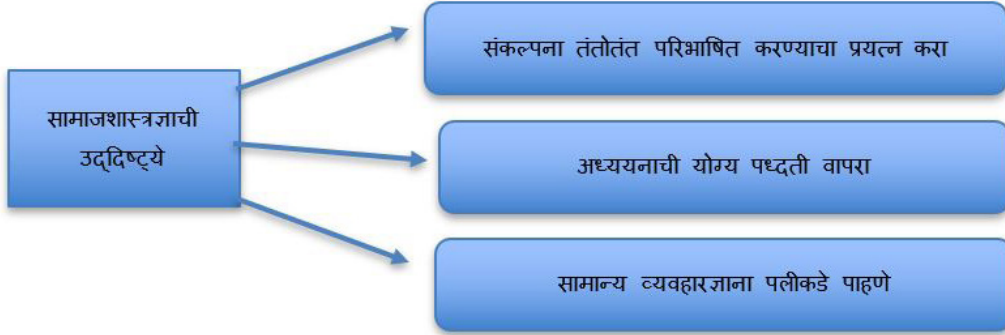 सामाजशास्त्रज्ञाची
उद्‌दिष्ट्ये
संकल्पना तंतोतंत परिभाषित करण्याचा प्रयत्न करा
अध्ययनाची योग्य पध्दती वापरा
सामान्य व्यवहारज्ञाना पलीकडे पाहणे